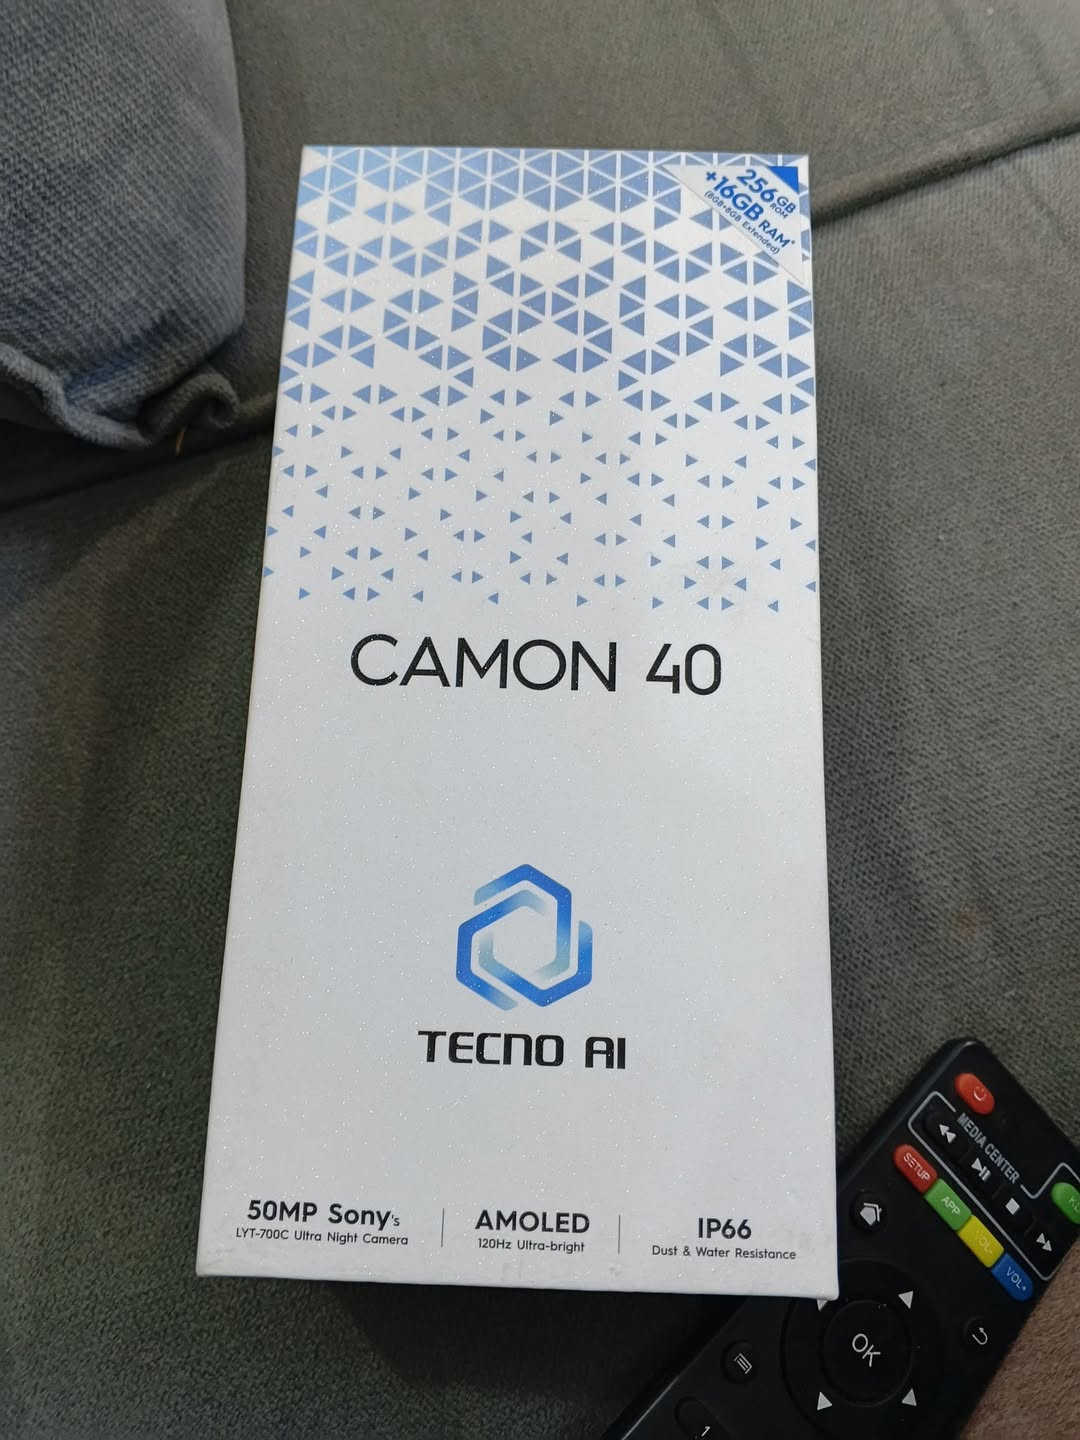 256GB ROM
+16GB RAM*
(8GB+8GB Extended)
CAMON 40
TECNO AI
50MP Sony's
LYT-700C Ultra Night Camera
AMOLED
120Hz Ultra-bright
IP66
Dust & Water Resistance
MEDIA CENTER
SETUP
APP
VOL-
VOL+
OK
1